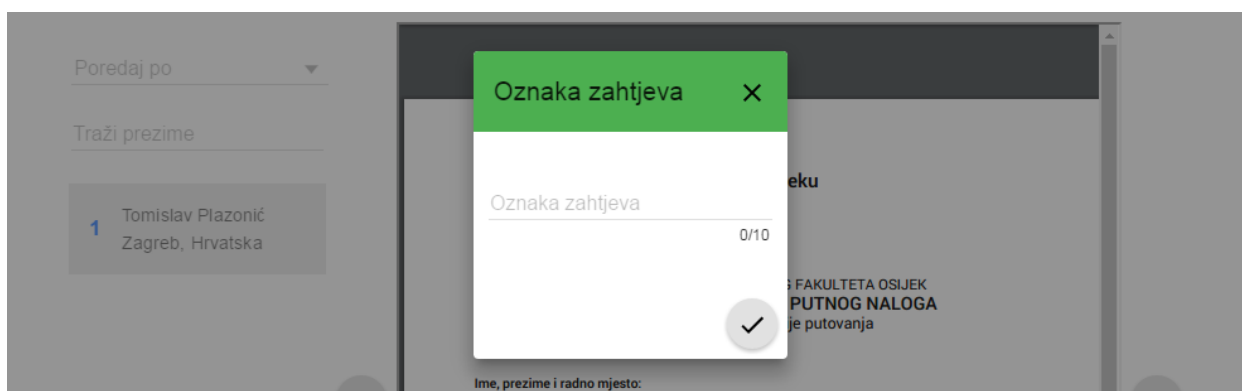 Poredaj po
Traži prezime
1
Tomislav Plazonić
Zagreb, Hrvatska
Oznaka zahtjeva
Oznaka zahtjeva
0/10
eku
FAKULTETA OSIJEK
PUTNOG NALOGA
je putovanja
Ime, prezime i radno mjesto: